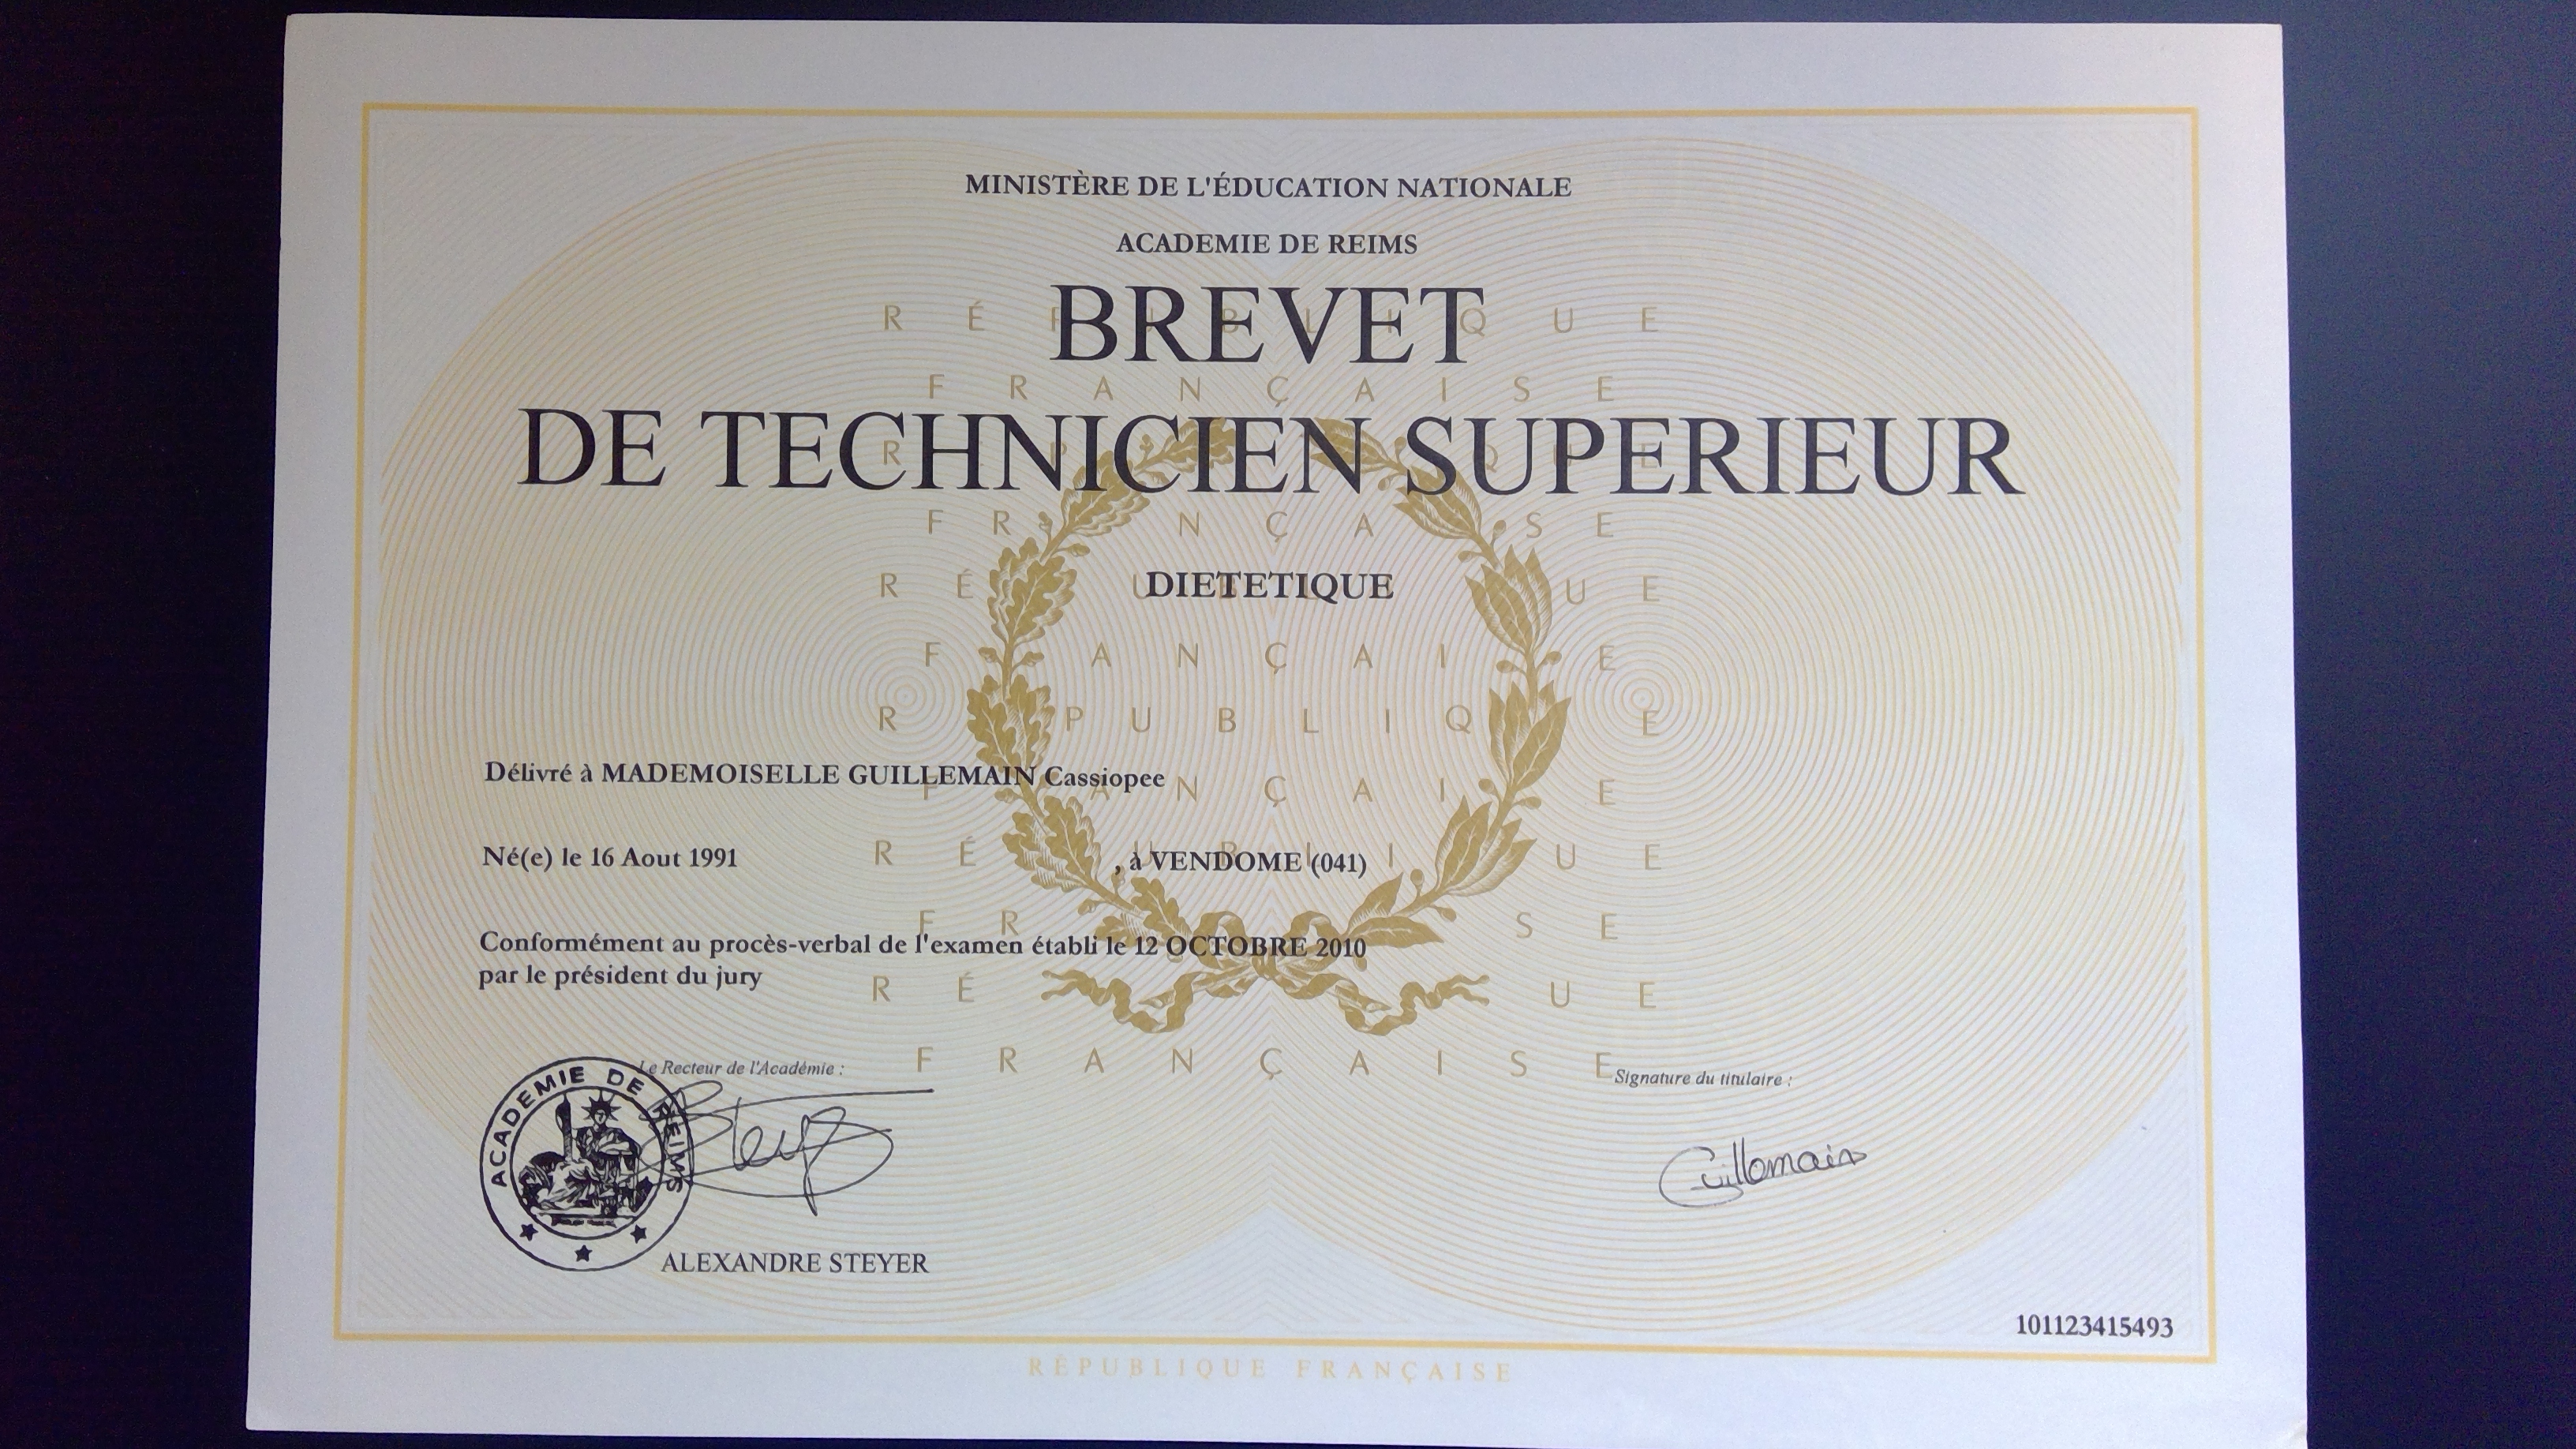 MINISTÈRE DE L'ÉDUCATION NATIONALE
ACADEMIE DE REIMS
BREVET
DE TECHNICIEN SUPERIEUR
DIETETIQUE
Délivré à MADEMOISELLE GUILLEMAIN Cassiopee
Né(e) le 16 Aout 1991 , à VENDOME (041)
Conformément au procès-verbal de l'examen établi le 12 OCTOBRE 2010
par le président du jury
Le Recteur de l'Académie :
Signature du titulaire :
ACADEMIE DE REIMS
Steyer
Guillemain
ALEXANDRE STEYER
101123415493
RÉPUBLIQUE FRANÇAISE